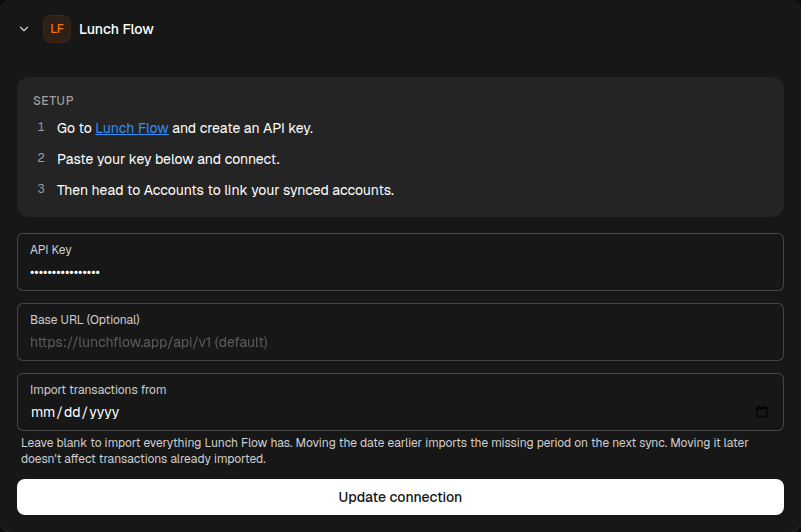 LF Lunch Flow
SETUP
1 Go to Lunch Flow and create an API key.
2 Paste your key below and connect.
3 Then head to Accounts to link your synced accounts.
API Key
••••••••••••••••
Base URL (Optional)
https://lunchflow.app/api/v1 (default)
Import transactions from
mm/dd/yyyy
Leave blank to import everything Lunch Flow has. Moving the date earlier imports the missing period on the next sync. Moving it later
doesn't affect transactions already imported.
Update connection